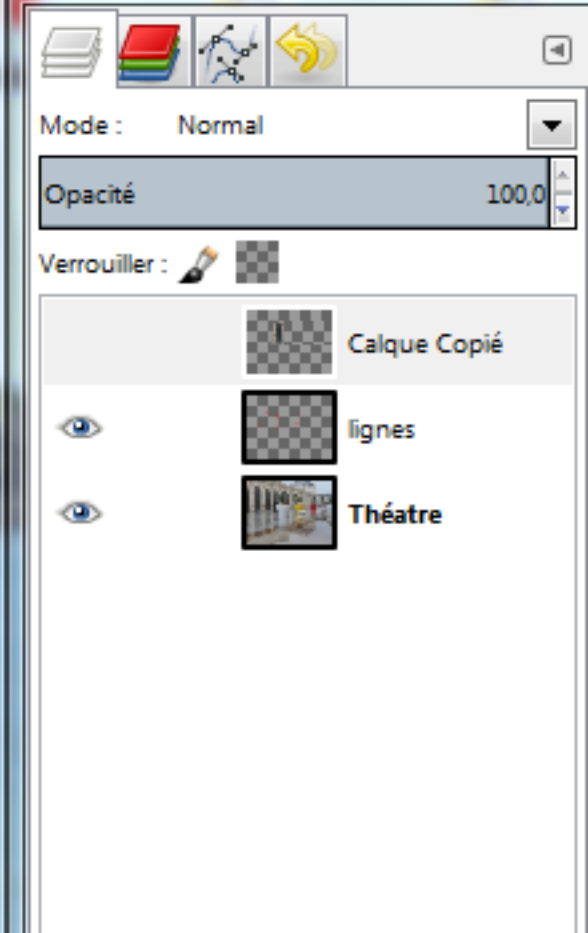 Mode : Normal
Opacité 100,0
Verrouiller :
Calque Copié
lignes
Théatre